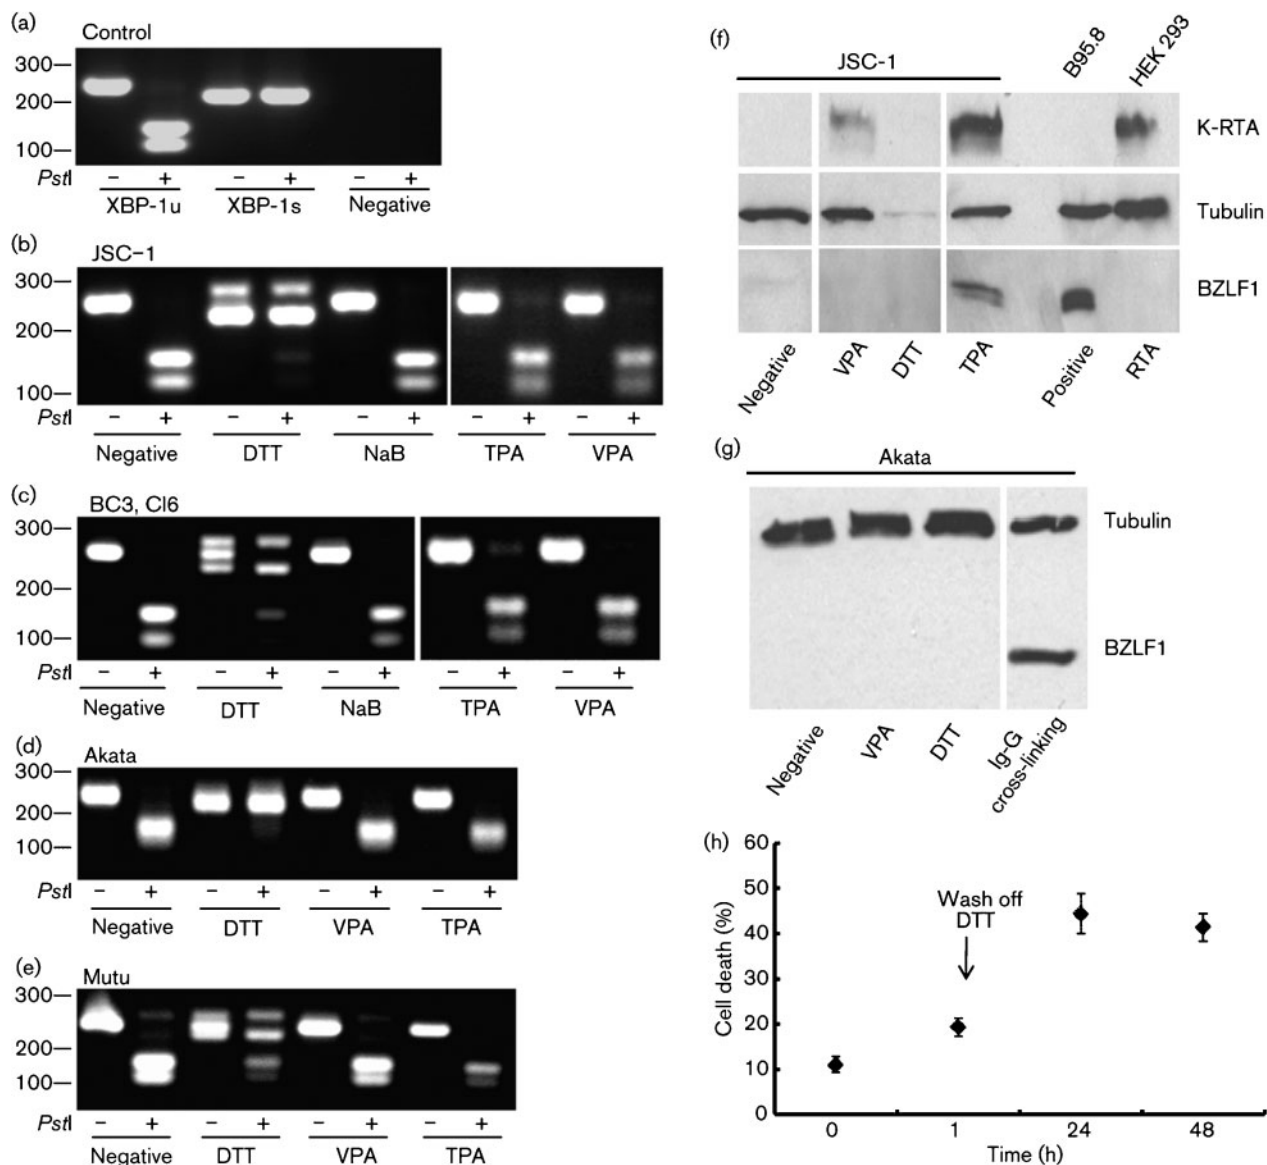 (a)
Control
300
200
100
PstI
– + – + – +
XBP-1u XBP-1s Negative
(b)
JSC–1
300
200
100
PstI
– + – + – + – + – +
Negative DTT NaB TPA VPA
(c)
BC3, Cl6
300
200
100
PstI
– + – + – + – + – +
Negative DTT NaB TPA VPA
(d)
Akata
300
200
100
PstI
– + – + – + – +
Negative DTT VPA TPA
(e)
Mutu
300
200
100
PstI
– + – + – + – +
Negative DTT VPA TPA
(f)
JSC-1
B95.8
HEK 293
K-RTA
Tubulin
BZLF1
Negative
VPA
DTT
TPA
Positive
RTA
(g)
Akata
Tubulin
BZLF1
Negative
VPA
DTT
Ig-G
cross-linking
(h)
60
50
40
30
20
10
0
Cell death (%)
Wash off
DTT
0 1 24 48
Time (h)